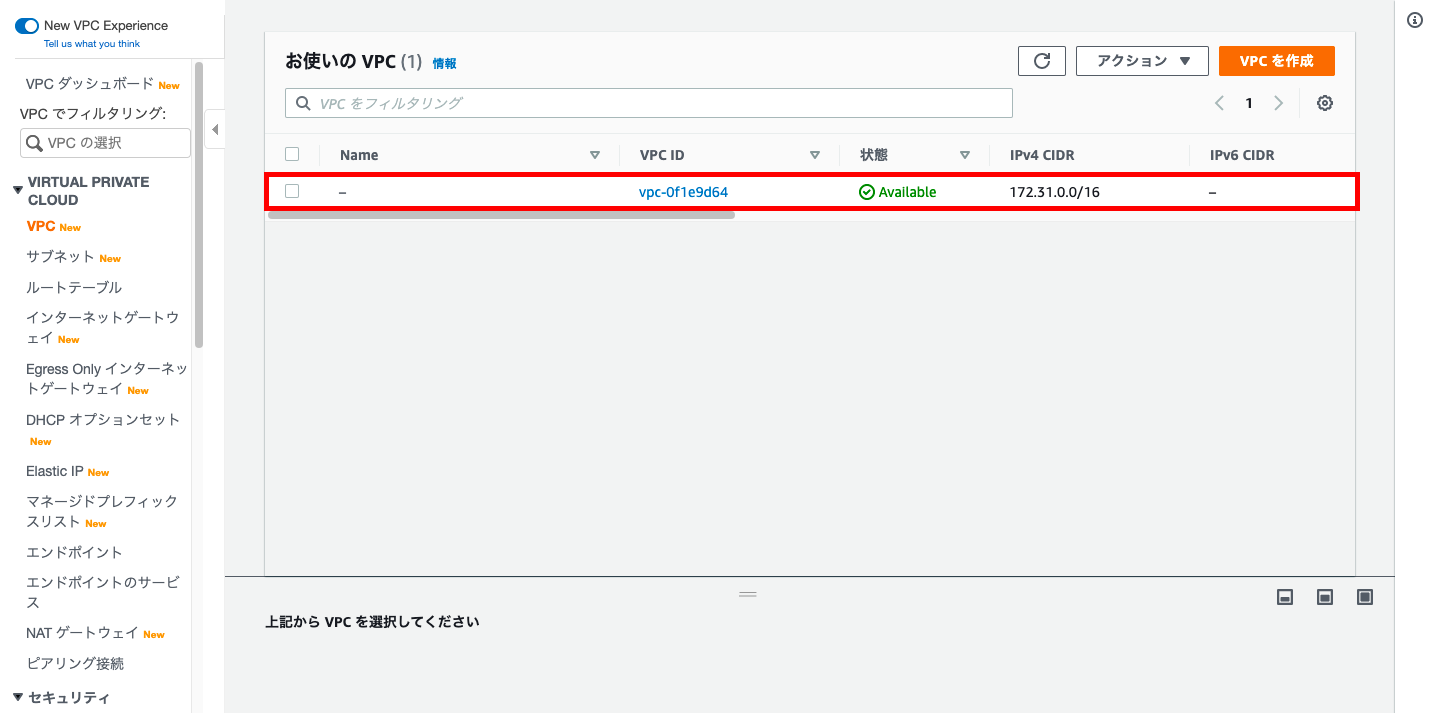 New VPC Experience
Tell us what you think
VPC ダッシュボード New
VPC でフィルタリング:
VPC の選択
VIRTUAL PRIVATE
CLOUD
VPC New
サブネット New
ルートテーブル
インターネットゲートウ
ェイ New
Egress Only インターネッ
トゲートウェイ New
DHCP オプションセット
New
Elastic IP New
マネージドプレフィック
スリスト New
エンドポイント
エンドポイントのサービ
ス
NAT ゲートウェイ New
ピアリング接続
セキュリティ
お使いの VPC (1) 情報
アクション
VPC を作成
VPC をフィルタリング
1
Name VPC ID 状態 IPv4 CIDR IPv6 CIDR
– vpc-0f1e9d64 Available 172.31.0.0/16 –
上記から VPC を選択してください